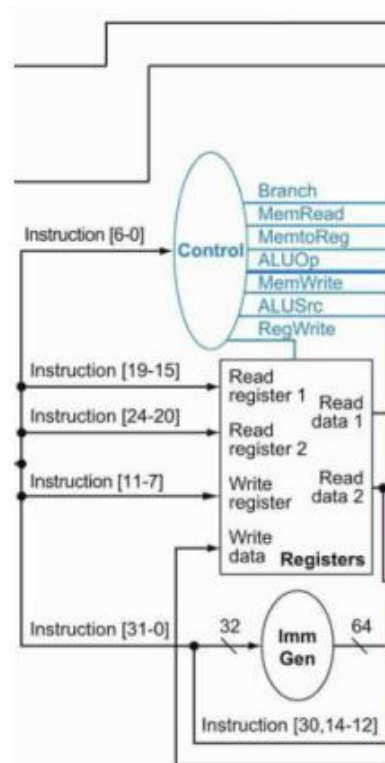 Branch
MemRead
Instruction [6-0]
Control
MemtoReg
ALUOp
MemWrite
ALUSrc
RegWrite
Instruction [19-15]
Read
register 1
Read
data 1
Instruction [24-20]
Read
register 2
Instruction [11-7]
Write
register
Read
data 2
Write
data
Registers
Instruction [31-0]
32
Imm
Gen
64
Instruction [30,14-12]